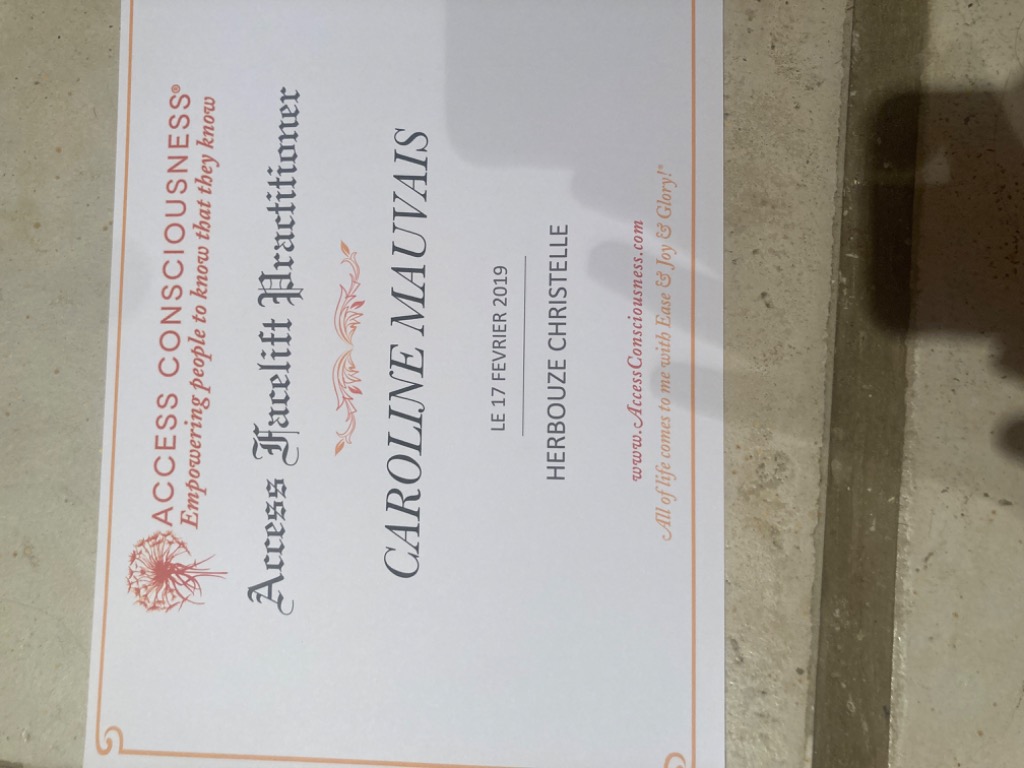 ACCESS CONSCIOUSNESS®
Empowering people to know that they know
Access Facelift Practitioner
CAROLINE MAUVAIS
LE 17 FEVRIER 2019
HERBOUZE CHRISTELLE
www.AccessConsciousness.com
All of life comes to me with Ease & Joy & Glory!®